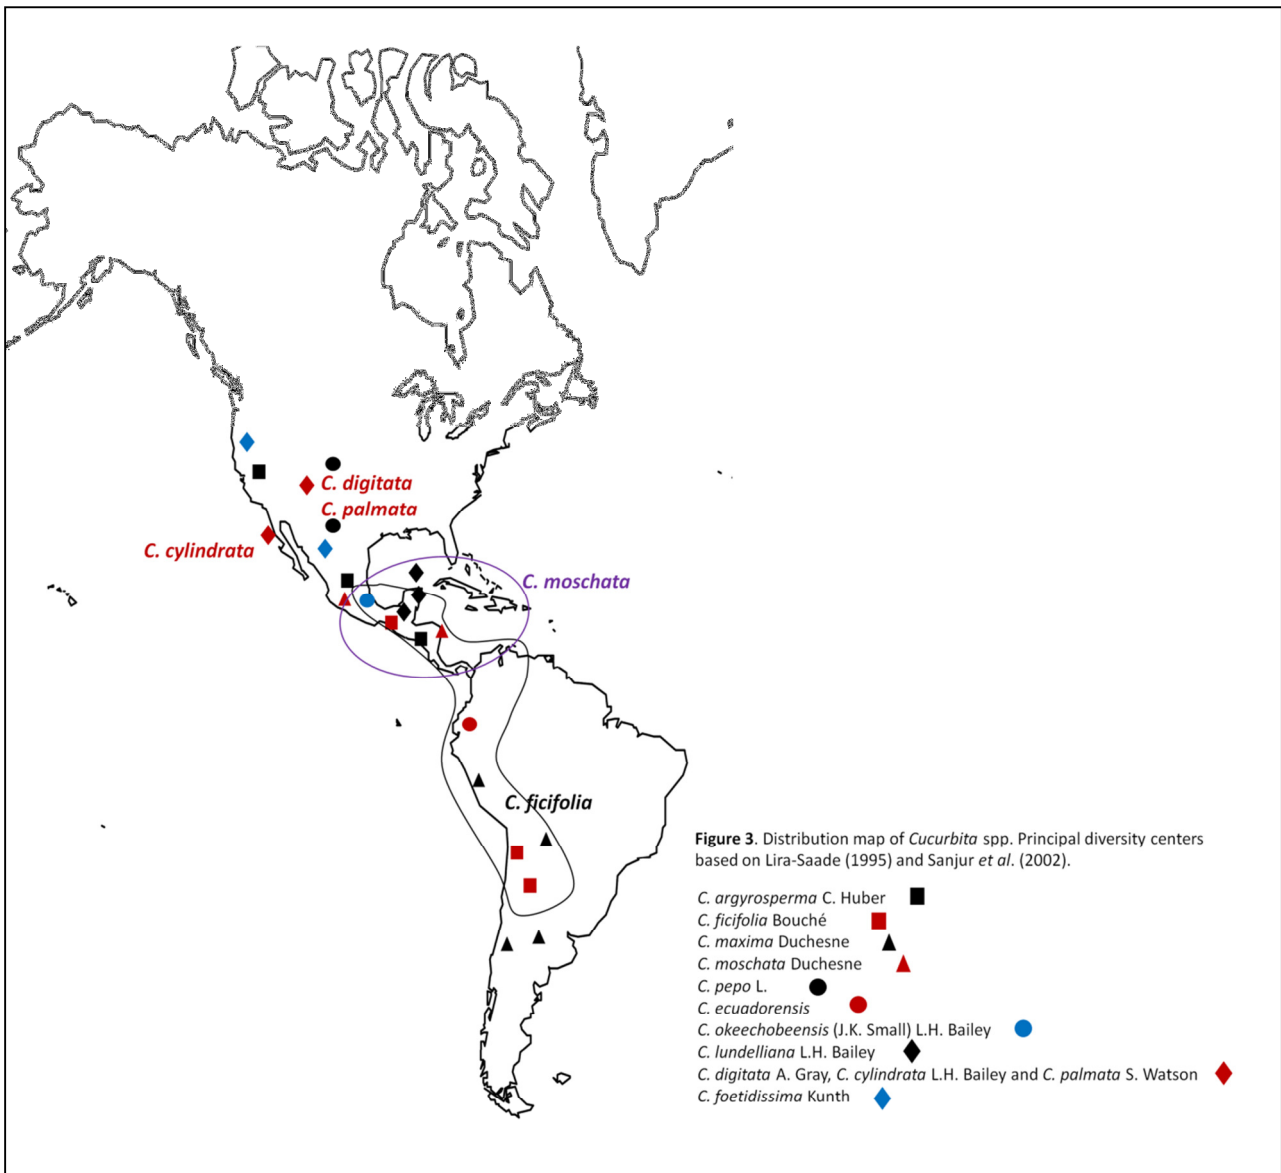 C. digitata
C. palmata
C. cylindrata
C. moschata
C. ficifolia
Figure 3. Distribution map of Cucurbita spp. Principal diversity centers
based on Lira-Saade (1995) and Sanjur et al. (2002).
C. argyrosperma C. Huber
C. ficifolia Bouché
C. maxima Duchesne
C. moschata Duchesne
C. pepo L.
C. ecuadorensis
C. okeechobeensis (J.K. Small) L.H. Bailey
C. lundelliana L.H. Bailey
C. digitata A. Gray, C. cylindrata L.H. Bailey and C. palmata S. Watson
C. foetidissima Kunth